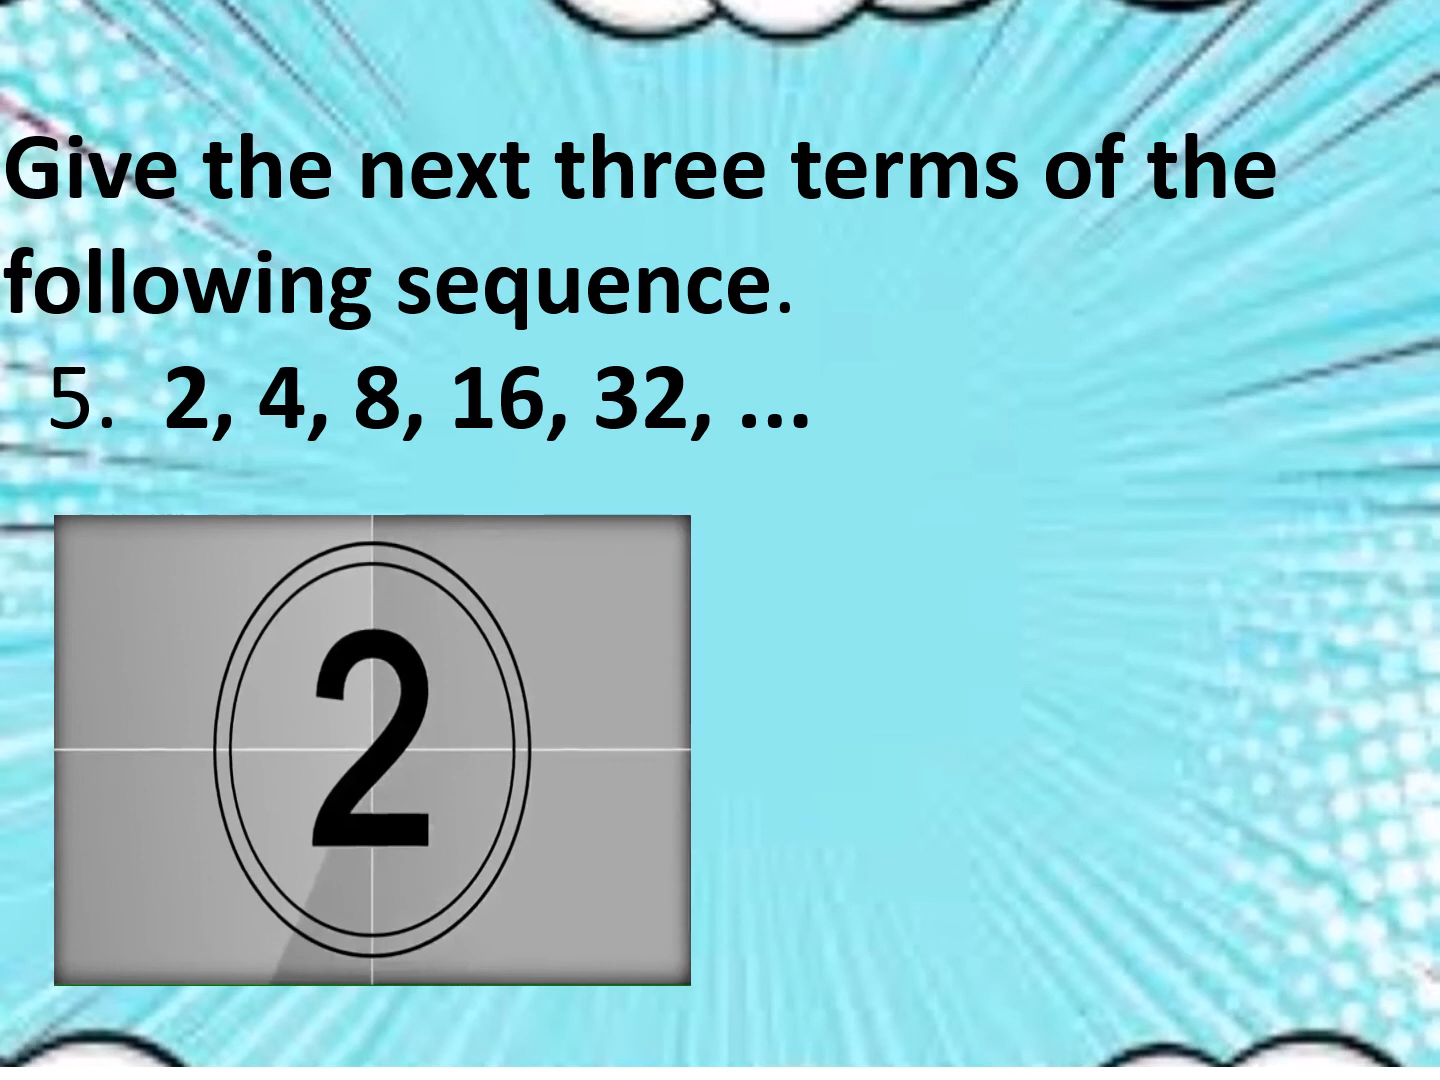 Give the next three terms of the
following sequence.
5. 2, 4, 8, 16, 32, ...
2